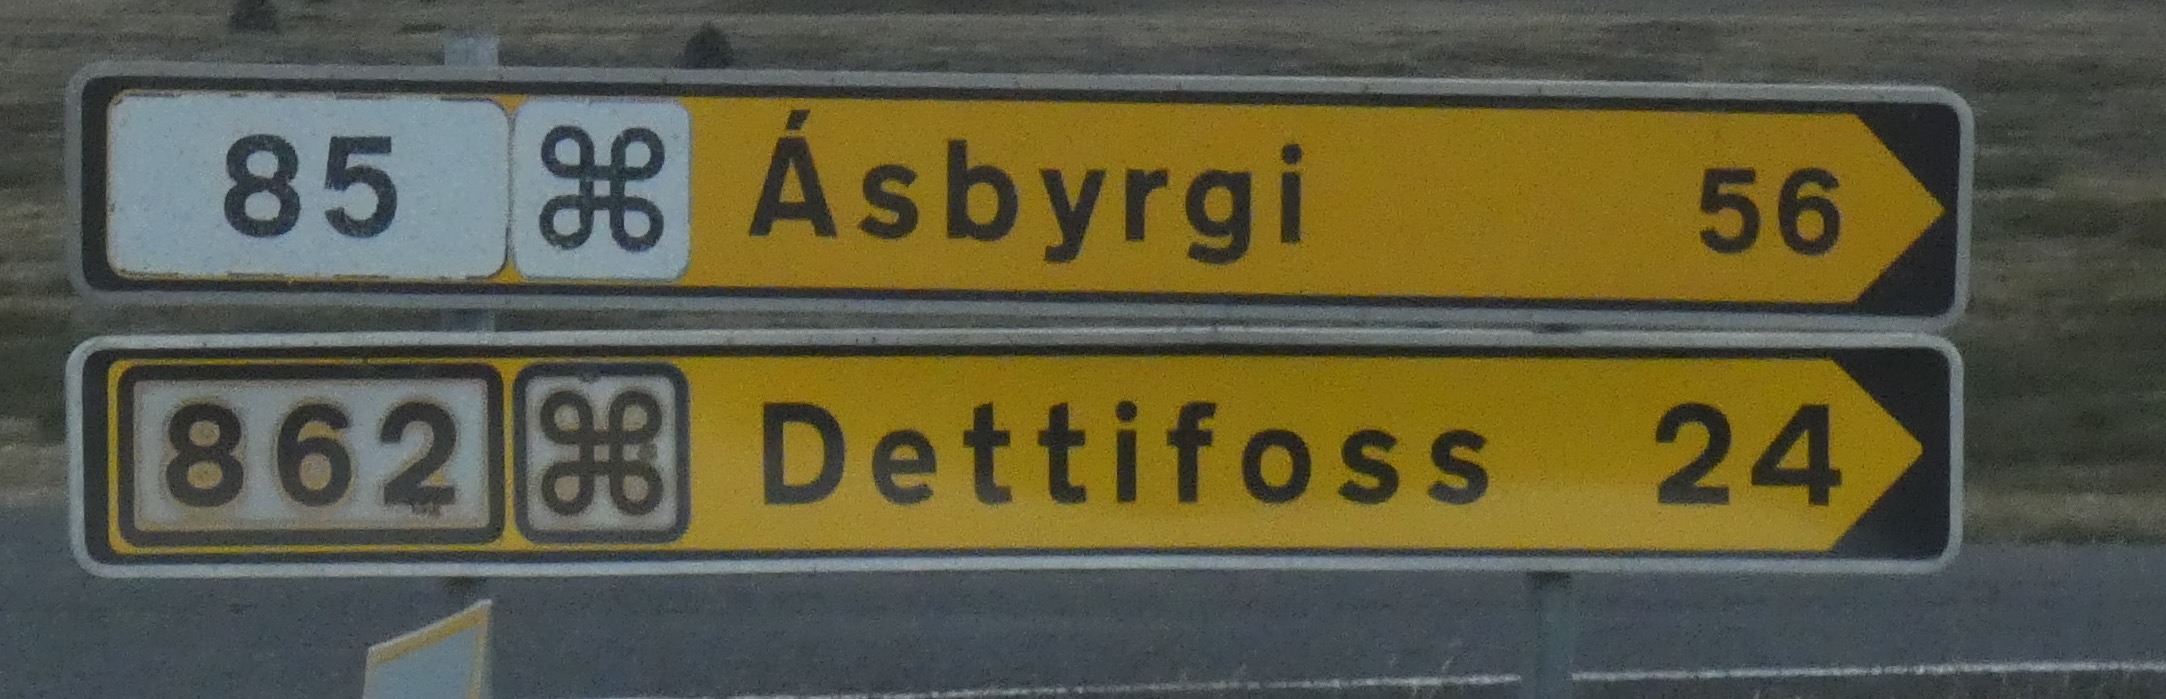 85 ⌘ Ásbyrgi 56
862 ⌘ Dettifoss 24